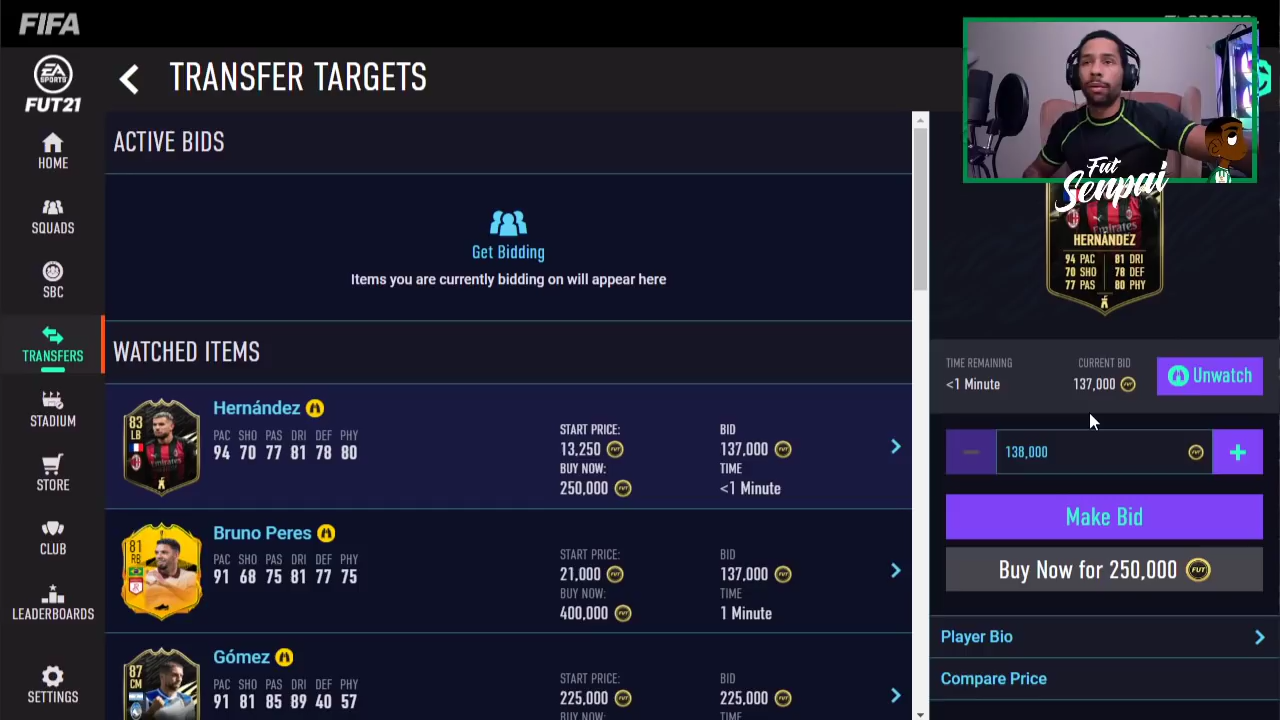 FIFA
EA SPORTS
FUT21
TRANSFER TARGETS
HOME
SQUADS
SBC
TRANSFERS
STADIUM
STORE
CLUB
LEADERBOARDS
SETTINGS
ACTIVE BIDS
Get Bidding
Items you are currently bidding on will appear here
WATCHED ITEMS
83
LB
Hernández
PAC SHO PAS DRI DEF PHY
94 70 77 81 78 80
START PRICE:
13,250
BUY NOW:
250,000
BID
137,000
TIME
<1 Minute
81
RB
Bruno Peres
PAC SHO PAS DRI DEF PHY
91 68 75 81 77 75
START PRICE:
21,000
BUY NOW:
400,000
BID
137,000
TIME
1 Minute
87
CM
Gómez
PAC SHO PAS DRI DEF PHY
91 81 85 89 40 57
START PRICE:
225,000
BUY NOW:
BID
225,000
TIME
Fut
Senpai
Emirates
HERNÁNDEZ
94 PAC 81 DRI
70 SHO 78 DEF
77 PAS 80 PHY
TIME REMAINING
<1 Minute
CURRENT BID
137,000
Unwatch
138,000
Make Bid
Buy Now for 250,000 FUT
Player Bio
Compare Price